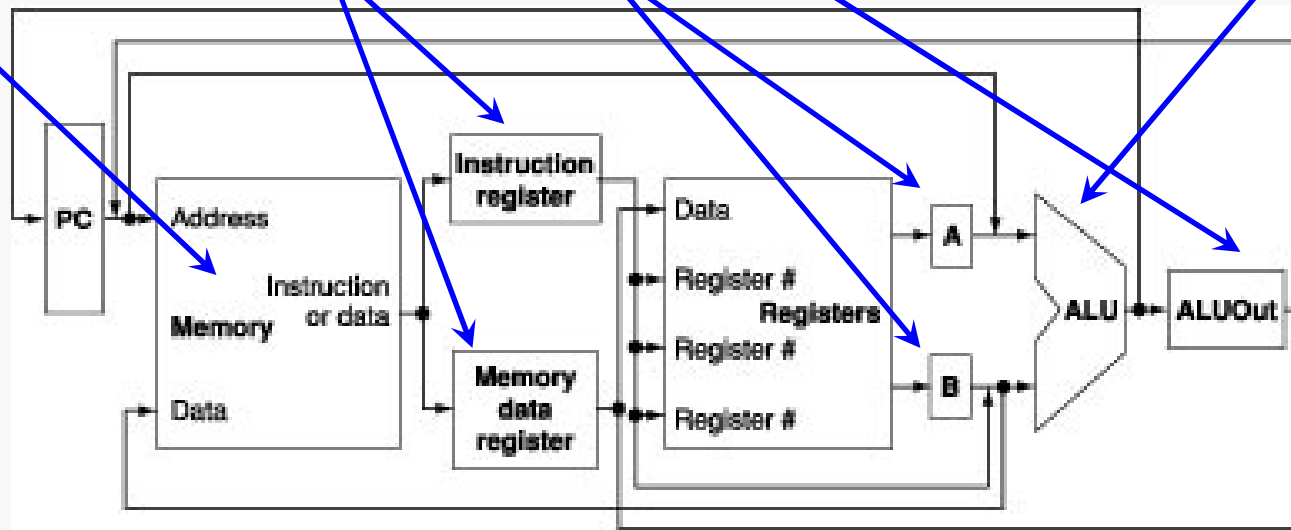 PC
Address
Instruction
or data
Memory
Data
Instruction
register
Memory
data
register
Data
Register #
Registers
Register #
Register #
A
B
ALU
ALUOut